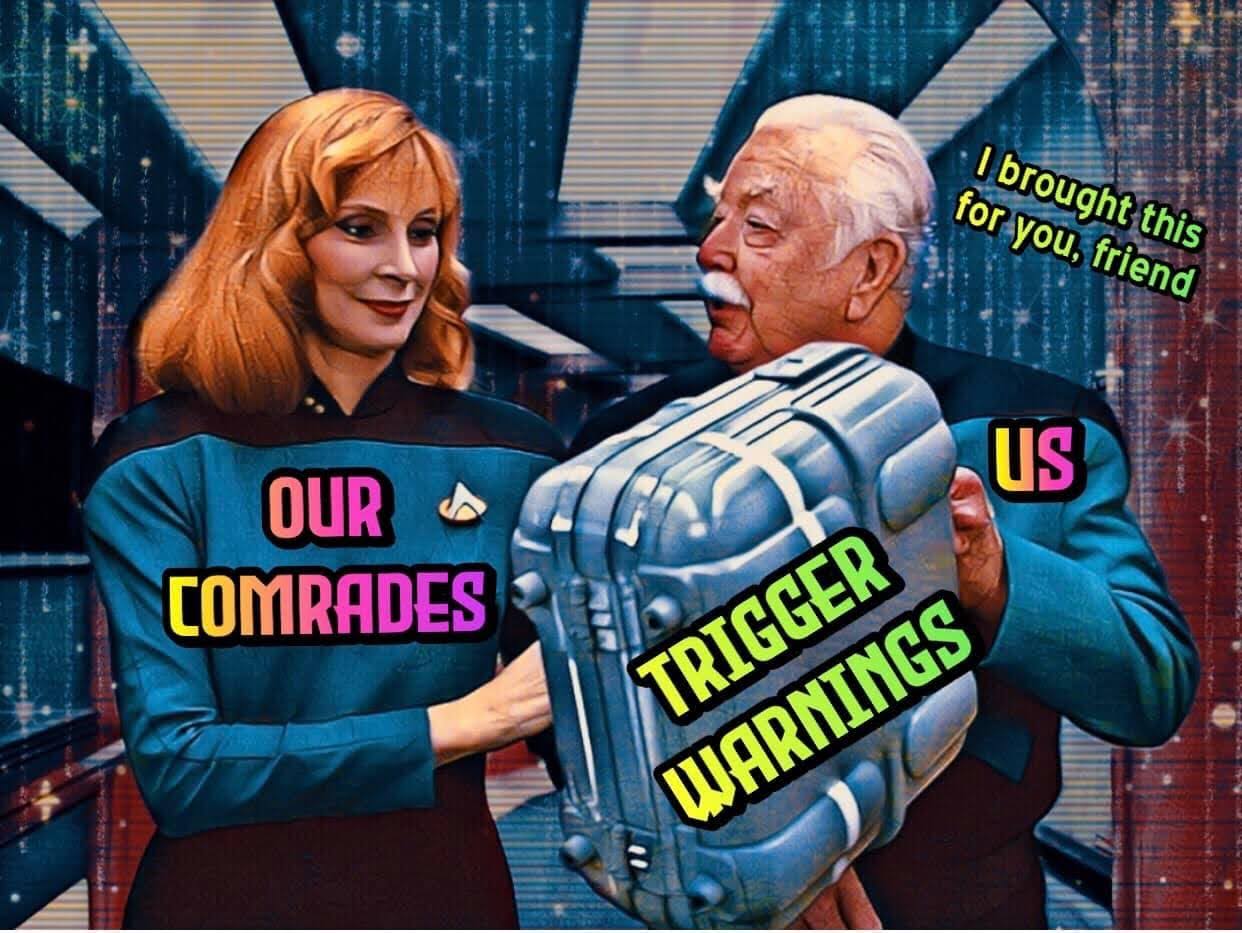 I brought this
for you, friend
US
OUR
COMRADES
TRIGGER
WARNINGS